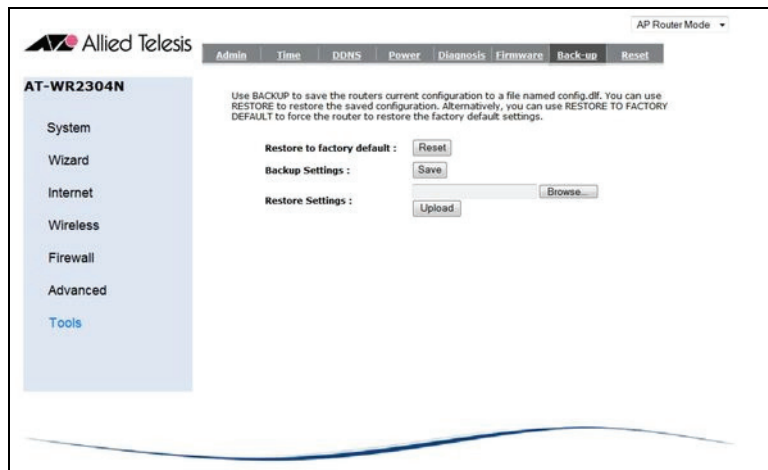 AP Router Mode
Allied Telesis
Admin Time DDNS Power Diagnosis Firmware Back-up Reset
AT-WR2304N
System
Wizard
Internet
Wireless
Firewall
Advanced
Tools
Use BACKUP to save the routers current configuration to a file named config.dlf. You can use
RESTORE to restore the saved configuration. Alternatively, you can use RESTORE TO FACTORY
DEFAULT to force the router to restore the factory default settings.
Restore to factory default : Reset
Backup Settings : Save
Restore Settings : Browse...
Upload